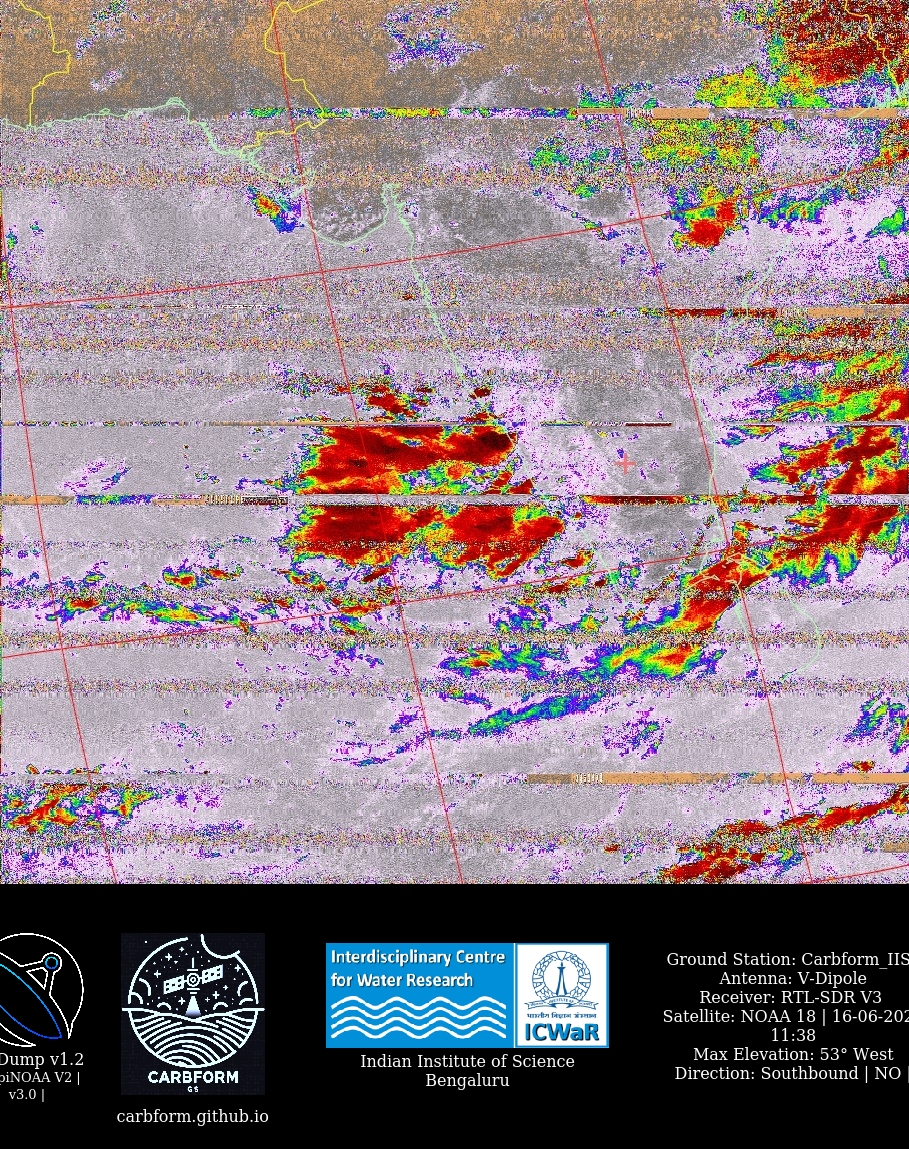 Interdisciplinary Centre
for Water Research
भारतीय विज्ञान संस्थान
ICWaR
Indian Institute of Science
Bengaluru
CARBFORM
GS
carbform.github.io
Dump v1.2
piNOAA V2 |
v3.0 |
Ground Station: Carbform_IIS
Antenna: V-Dipole
Receiver: RTL-SDR V3
Satellite: NOAA 18 | 16-06-202
11:38
Max Elevation: 53° West
Direction: Southbound | NO |